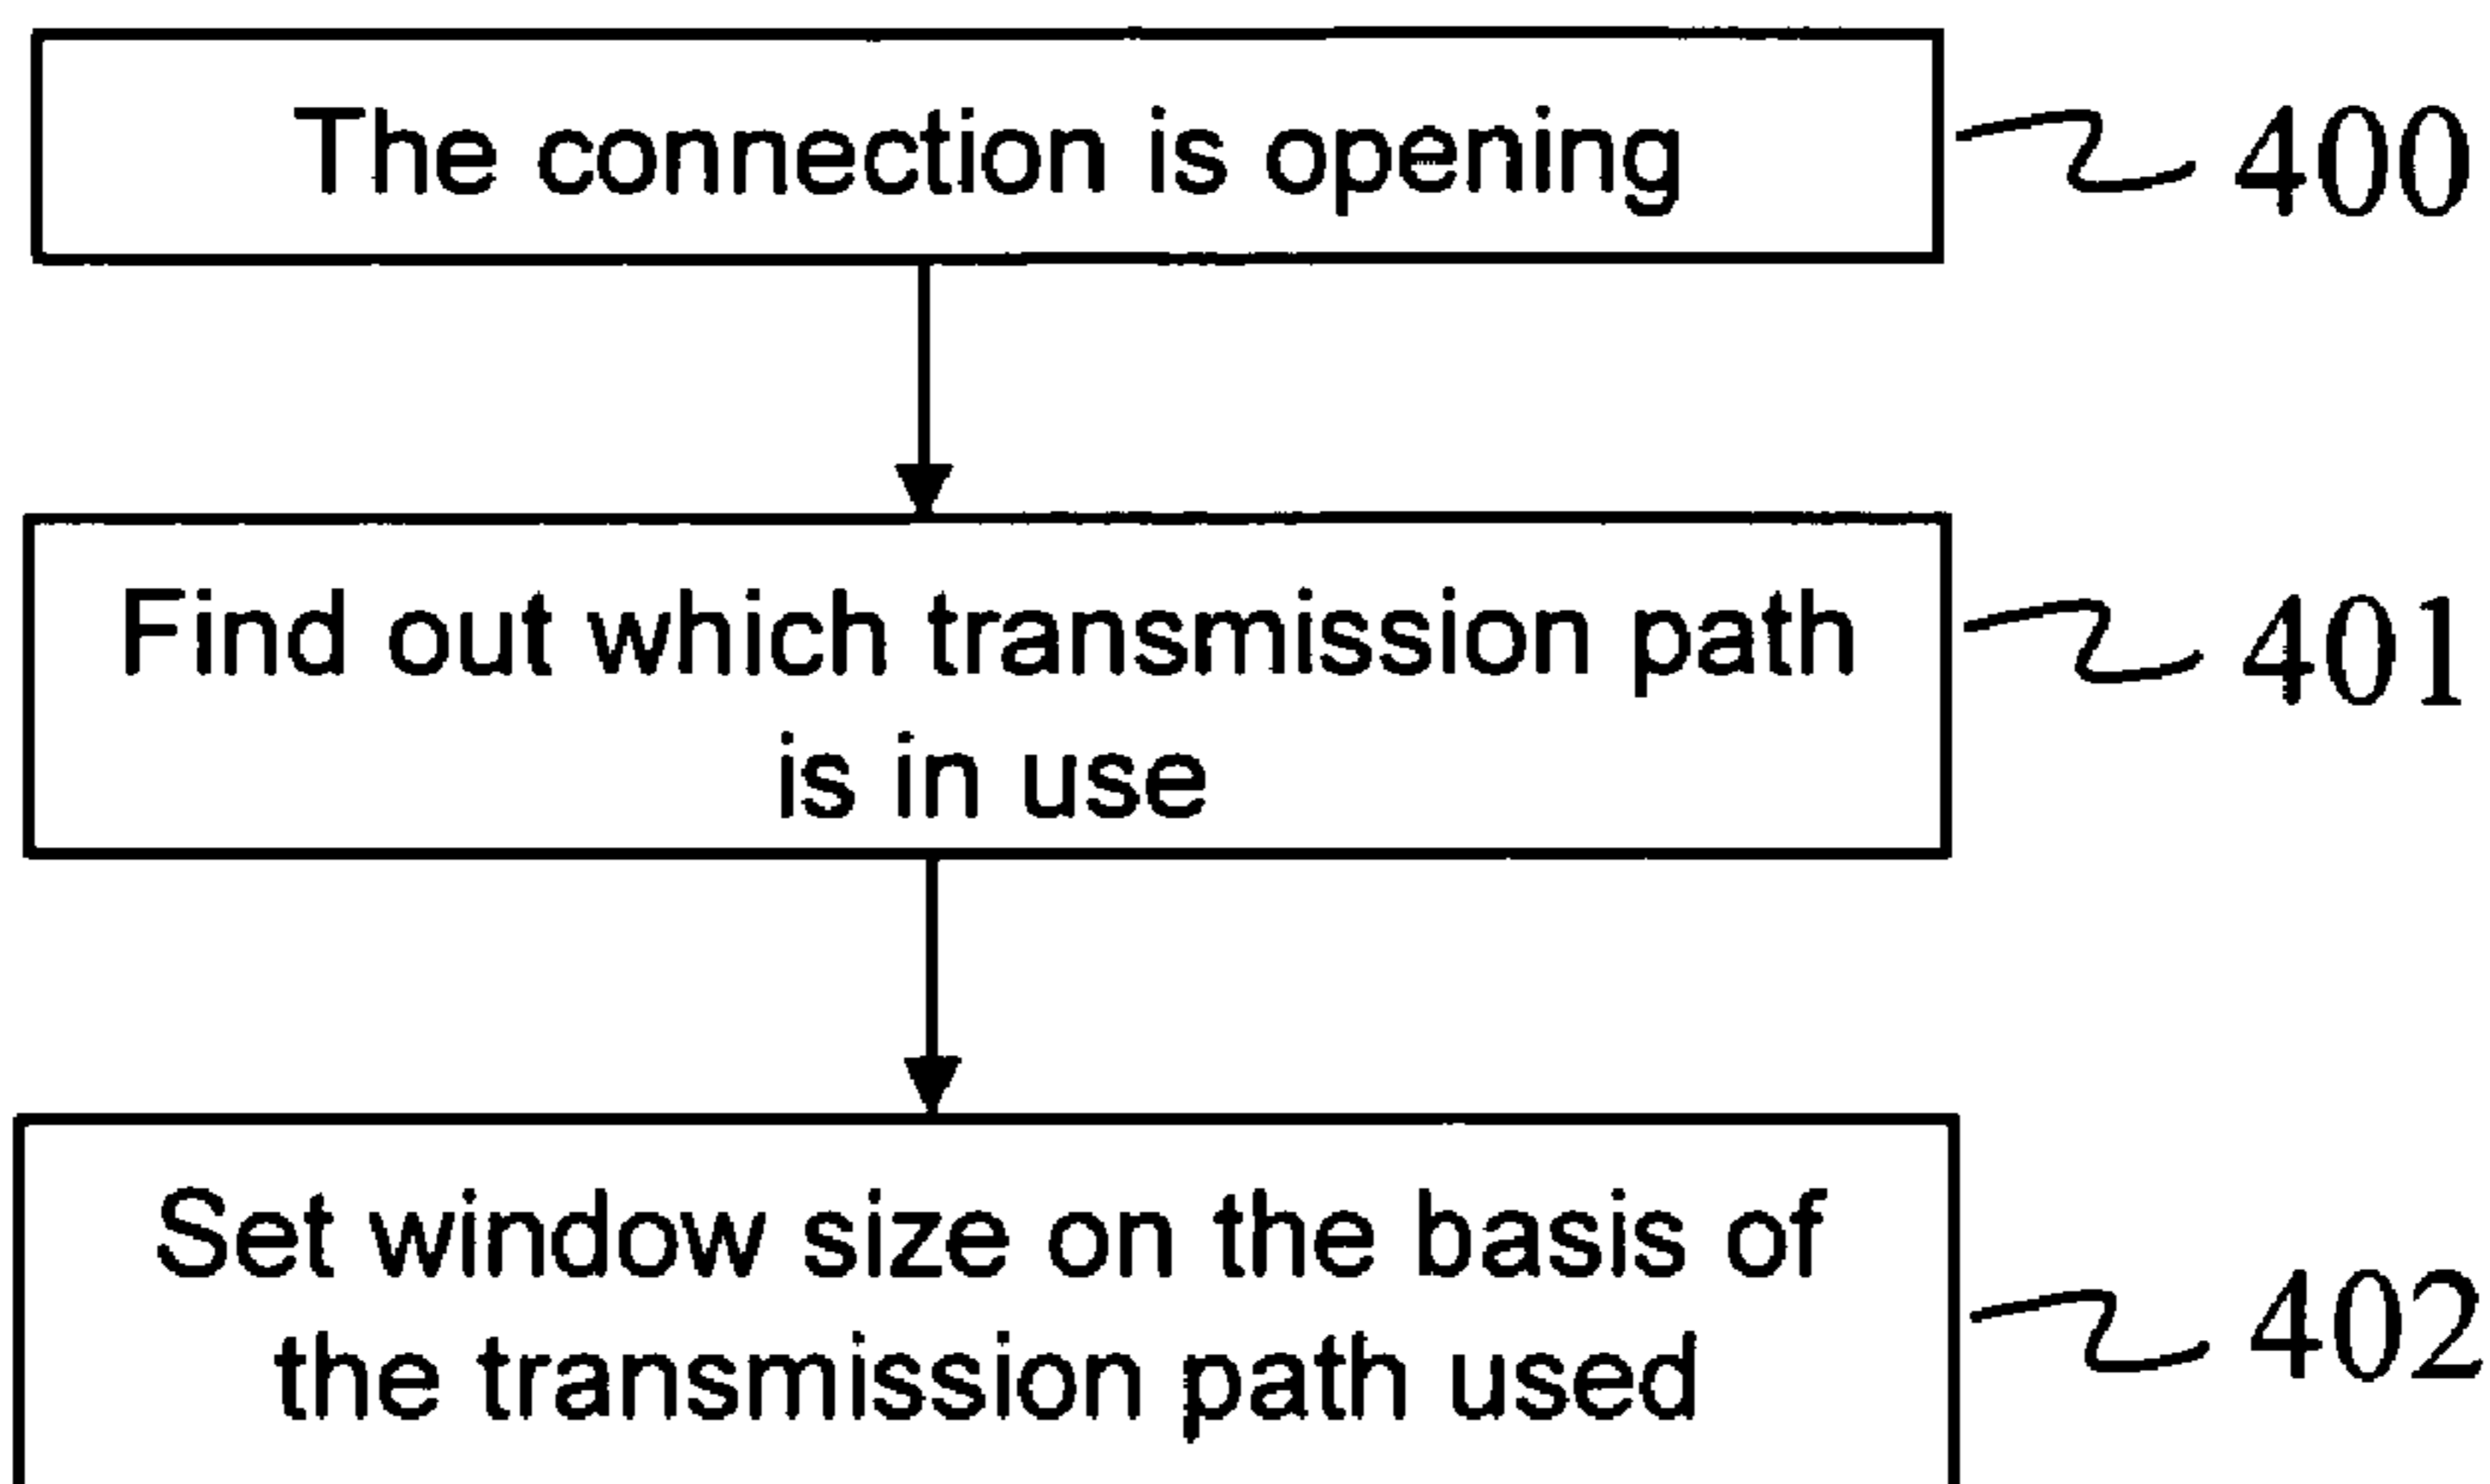 The connection is opening
400
Find out which transmission path
is in use
401
Set window size on the basis of
the transmission path used
402